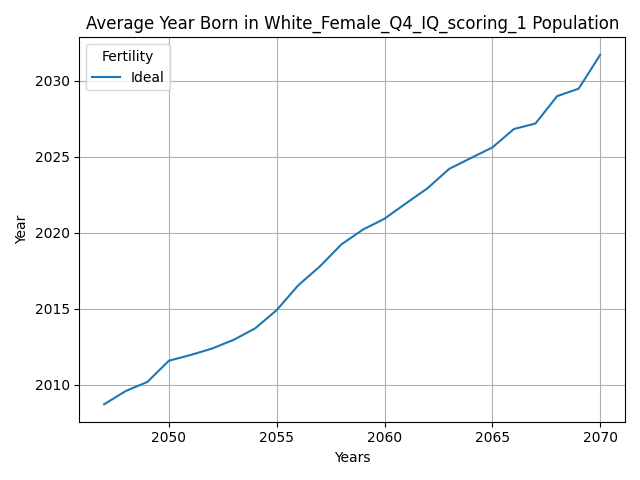 Average Year Born in White_Female_Q4_IQ_scoring_1 Population
Fertility
Ideal
2030
2025
2020
2015
2010
Year
2050 2055 2060 2065 2070
Years